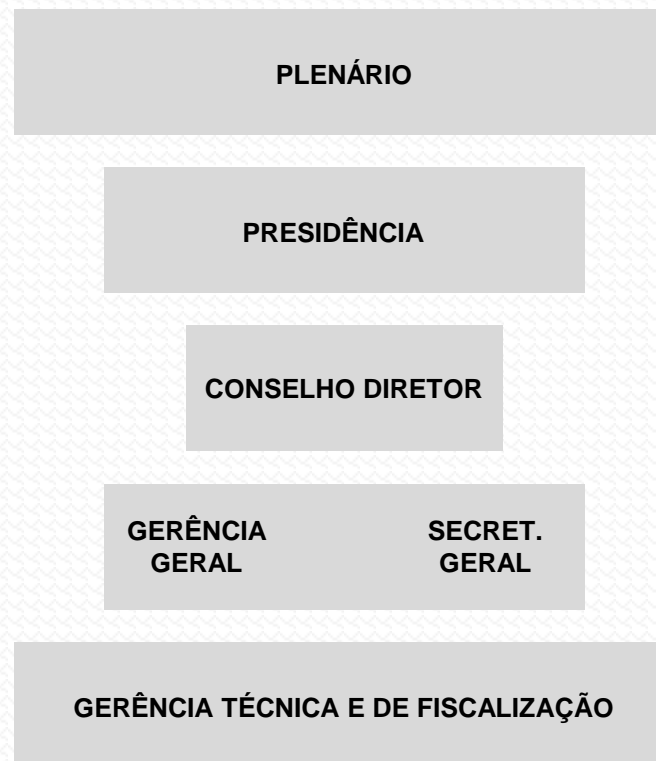 PLENÁRIO
PRESIDÊNCIA
CONSELHO DIRETOR
GERÊNCIA
GERAL
SECRET.
GERAL
GERÊNCIA TÉCNICA E DE FISCALIZAÇÃO